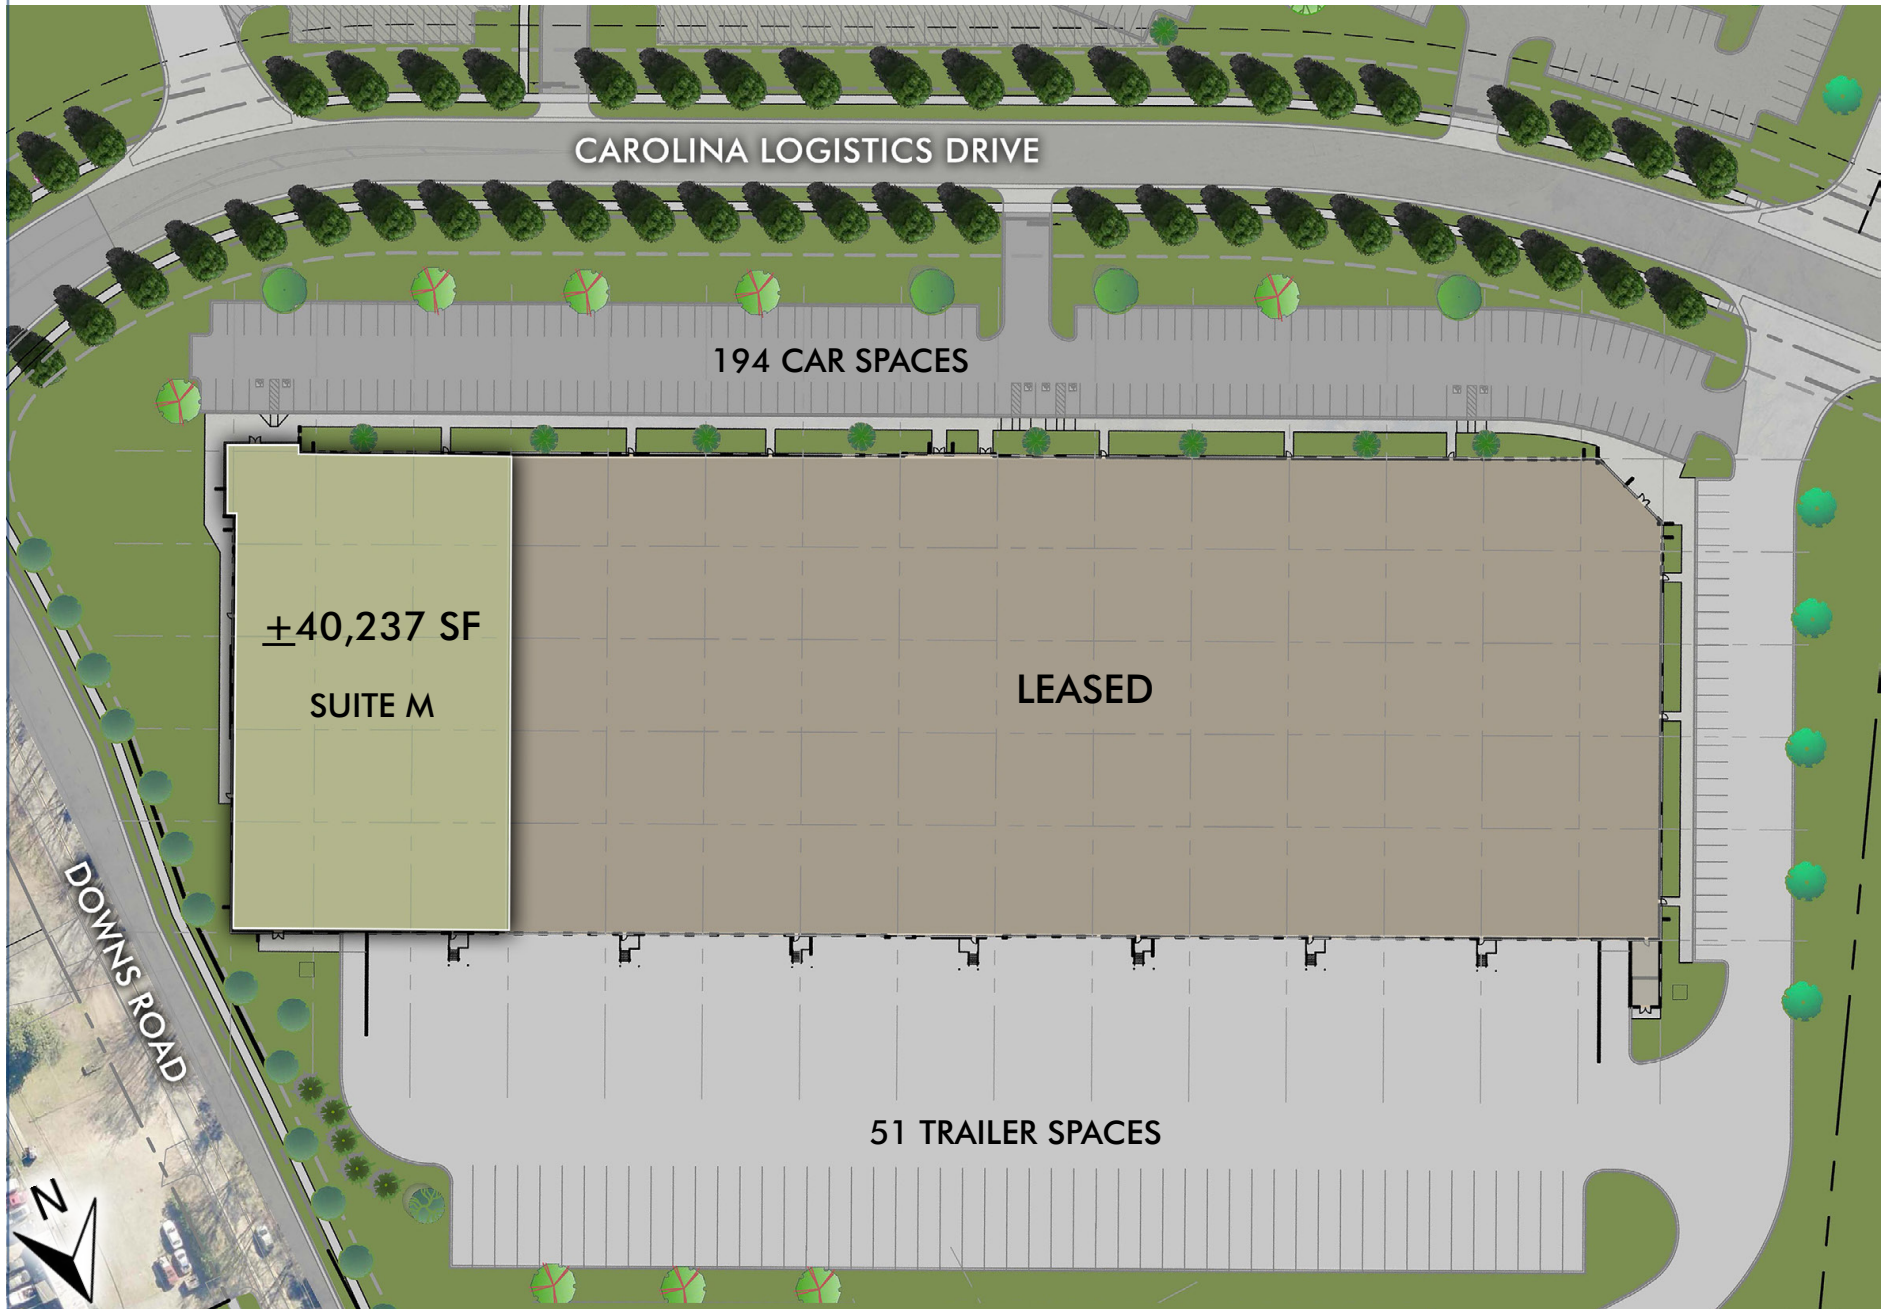 CAROLINA LOGISTICS DRIVE
194 CAR SPACES
±40,237 SF
SUITE M
LEASED
DOWNS ROAD
51 TRAILER SPACES
N